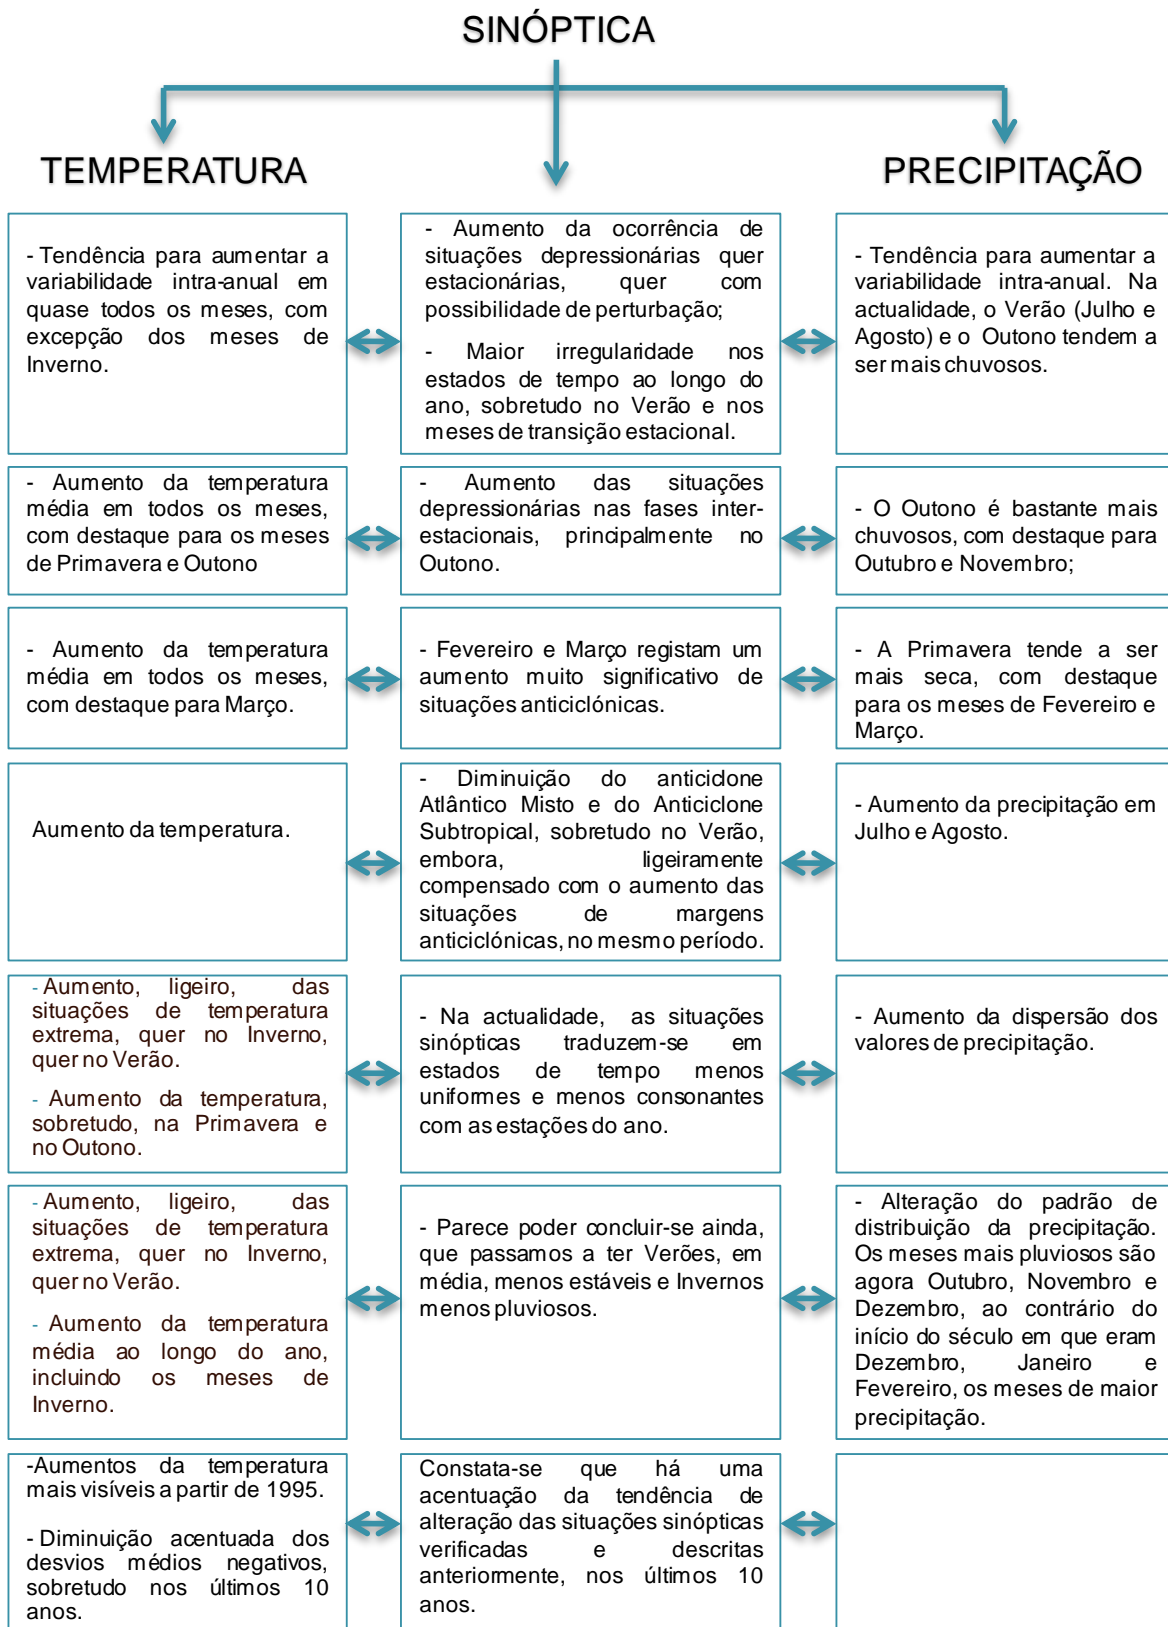 SINÓPTICA
TEMPERATURA
PRECIPITAÇÃO
- Tendência para aumentar a
variabilidade intra-anual em
quase todos os meses, com
excepção dos meses de
Inverno.
- Aumento da ocorrência de
situações depressionárias quer
estacionárias, quer com
possibilidade de perturbação;
- Maior irregularidade nos
estados de tempo ao longo do
ano, sobretudo no Verão e nos
meses de transição estacional.
- Tendência para aumentar a
variabilidade intra-anual. Na
actualidade, o Verão (Julho e
Agosto) e o Outono tendem a
ser mais chuvosos.
- Aumento da temperatura
média em todos os meses,
com destaque para os meses
de Primavera e Outono
- Aumento das situações
depressionárias nas fases inter-
estacionais, principalmente no
Outono.
- O Outono é bastante mais
chuvosos, com destaque para
Outubro e Novembro;
- Aumento da temperatura
média em todos os meses,
com destaque para Março.
- Fevereiro e Março registam um
aumento muito significativo de
situações anticiclónicas.
- A Primavera tende a ser
mais seca, com destaque
para os meses de Fevereiro e
Março.
Aumento da temperatura.
- Diminuição do anticiclone
Atlântico Misto e do Anticiclone
Subtropical, sobretudo no Verão,
embora, ligeiramente
compensado com o aumento das
situações de margens
anticiclónicas, no mesmo período.
- Aumento da precipitação em
Julho e Agosto.
- Aumento, ligeiro, das
situações de temperatura
extrema, quer no Inverno,
quer no Verão.
- Aumento da temperatura,
sobretudo, na Primavera e
no Outono.
- Na actualidade, as situações
sinópticas traduzem-se em
estados de tempo menos
uniformes e menos consonantes
com as estações do ano.
- Aumento da dispersão dos
valores de precipitação.
- Aumento, ligeiro, das
situações de temperatura
extrema, quer no Inverno,
quer no Verão.
- Aumento da temperatura
média ao longo do ano,
incluindo os meses de
Inverno.
- Parece poder concluir-se ainda,
que passamos a ter Verões, em
média, menos estáveis e Invernos
menos pluviosos.
- Alteração do padrão de
distribuição da precipitação.
Os meses mais pluviosos são
agora Outubro, Novembro e
Dezembro, ao contrário do
início do século em que eram
Dezembro, Janeiro e
Fevereiro, os meses de maior
precipitação.
-Aumentos da temperatura
mais visíveis a partir de 1995.
- Diminuição acentuada dos
desvios médios negativos,
sobretudo nos últimos 10
anos.
Constata-se que há uma
acentuação da tendência de
alteração das situações sinópticas
verificadas e descritas
anteriormente, nos últimos 10
anos.